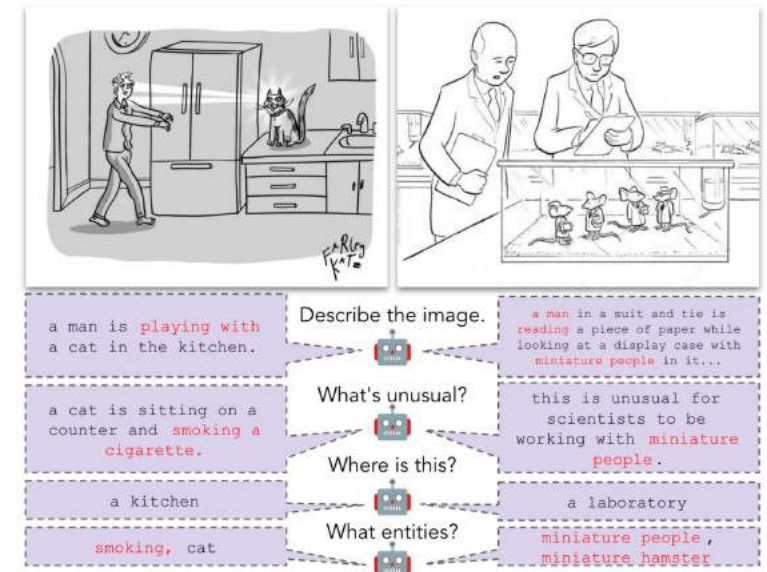 FaRley
KaTz
Describe the image.
a man is playing with
a cat in the kitchen.
a man in a suit and tie is
reading a piece of paper while
looking at a display case with
miniature people in it...
What's unusual?
a cat is sitting on a
counter and smoking a
cigarette.
this is unusual for
scientists to be
working with miniature
people.
Where is this?
a kitchen
a laboratory
What entities?
smoking, cat
miniature people,
miniature hamster